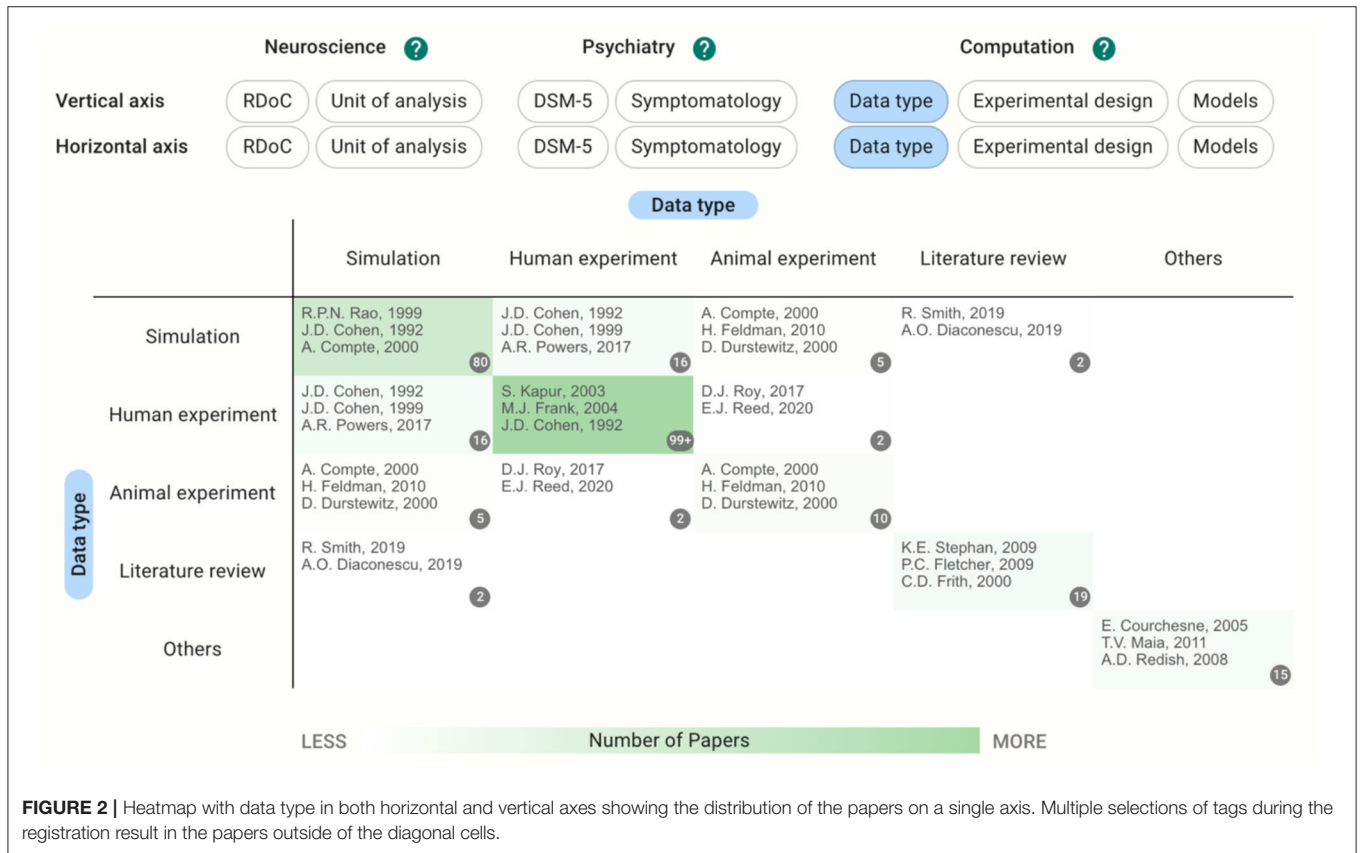 Neuroscience ? Psychiatry ? Computation ?
Vertical axis RDoC Unit of analysis DSM-5 Symptomatology Data type Experimental design Models
Horizontal axis RDoC Unit of analysis DSM-5 Symptomatology Data type Experimental design Models
Data type
Simulation Human experiment Animal experiment Literature review Others
Simulation
R.P.N. Rao, 1999
J.D. Cohen, 1992
A. Compte, 2000
80
J.D. Cohen, 1992
J.D. Cohen, 1999
A.R. Powers, 2017
16
A. Compte, 2000
H. Feldman, 2010
D. Durstewitz, 2000
5
R. Smith, 2019
A.O. Diaconescu, 2019
2
Human experiment
J.D. Cohen, 1992
J.D. Cohen, 1999
A.R. Powers, 2017
16
S. Kapur, 2003
M.J. Frank, 2004
J.D. Cohen, 1992
99+
D.J. Roy, 2017
E.J. Reed, 2020
2
Data type
Animal experiment
A. Compte, 2000
H. Feldman, 2010
D. Durstewitz, 2000
5
D.J. Roy, 2017
E.J. Reed, 2020
2
A. Compte, 2000
H. Feldman, 2010
D. Durstewitz, 2000
10
Literature review
R. Smith, 2019
A.O. Diaconescu, 2019
2
K.E. Stephan, 2009
P.C. Fletcher, 2009
C.D. Frith, 2000
19
Others
E. Courchesne, 2005
T.V. Maia, 2011
A.D. Redish, 2008
15
LESS Number of Papers MORE
FIGURE 2 | Heatmap with data type in both horizontal and vertical axes showing the distribution of the papers on a single axis. Multiple selections of tags during the
registration result in the papers outside of the diagonal cells.